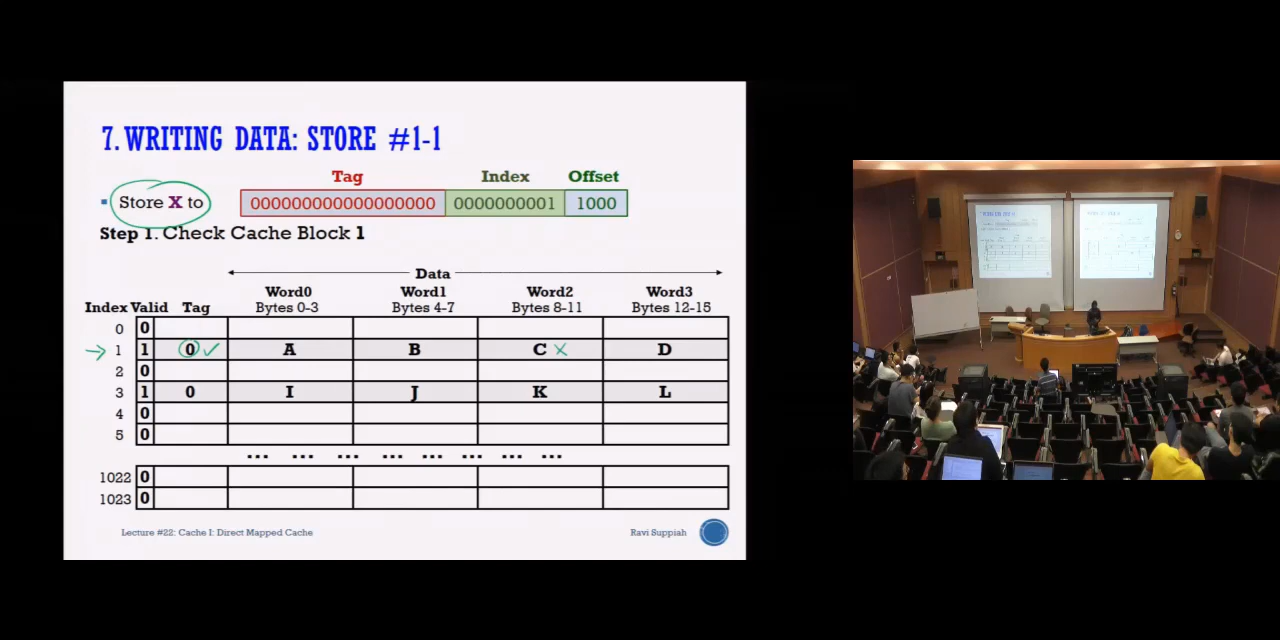 7. WRITING DATA: STORE #1-1
Tag Index Offset
Store X to 000000000000000000 0000000001 1000
Step 1. Check Cache Block 1
Data
Word0 Word1 Word2 Word3
Index Valid Tag Bytes 0-3 Bytes 4-7 Bytes 8-11 Bytes 12-15
0 0
1 1 0 A B C D
2 0
3 1 0 I J K L
4 0
5 0
... ... ... ... ... ... ... ...
1022 0
1023 0
Lecture #22: Cache I: Direct Mapped Cache Ravi Suppiah